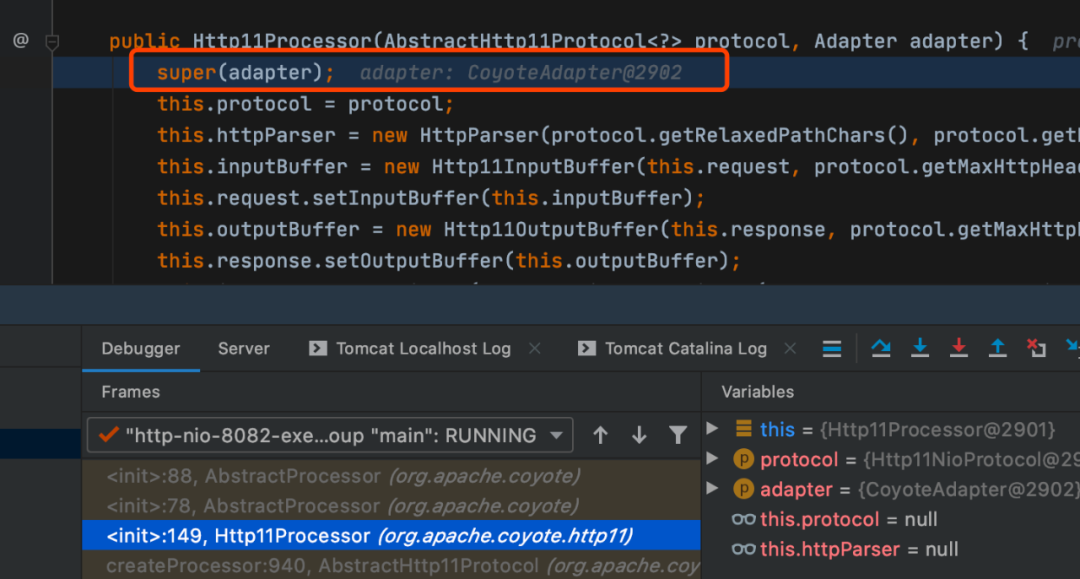 @
public Http11Processor(AbstractHttp11Protocol<?> protocol, Adapter adapter) {
super(adapter); adapter: CoyoteAdapter@2902
this.protocol = protocol;
this.httpParser = new HttpParser(protocol.getRelaxedPathChars(), protocol.get
this.inputBuffer = new Http11InputBuffer(this.request, protocol.getMaxHttpHead
this.request.setInputBuffer(this.inputBuffer);
this.outputBuffer = new Http11OutputBuffer(this.response, protocol.getMaxHttp
this.response.setOutputBuffer(this.outputBuffer);
Debugger Server Tomcat Localhost Log Tomcat Catalina Log
Frames Variables
"http-nio-8082-exe...oup "main": RUNNING
<init>:88, AbstractProcessor (org.apache.coyote)
<init>:78, AbstractProcessor (org.apache.coyote)
<init>:149, Http11Processor (org.apache.coyote.http11)
createProcessor:940, AbstractHttp11Protocol (org.apache.coy
this = {Http11Processor@2901}
protocol = {Http11NioProtocol@29
adapter = {CoyoteAdapter@2902}
this.protocol = null
this.httpParser = null